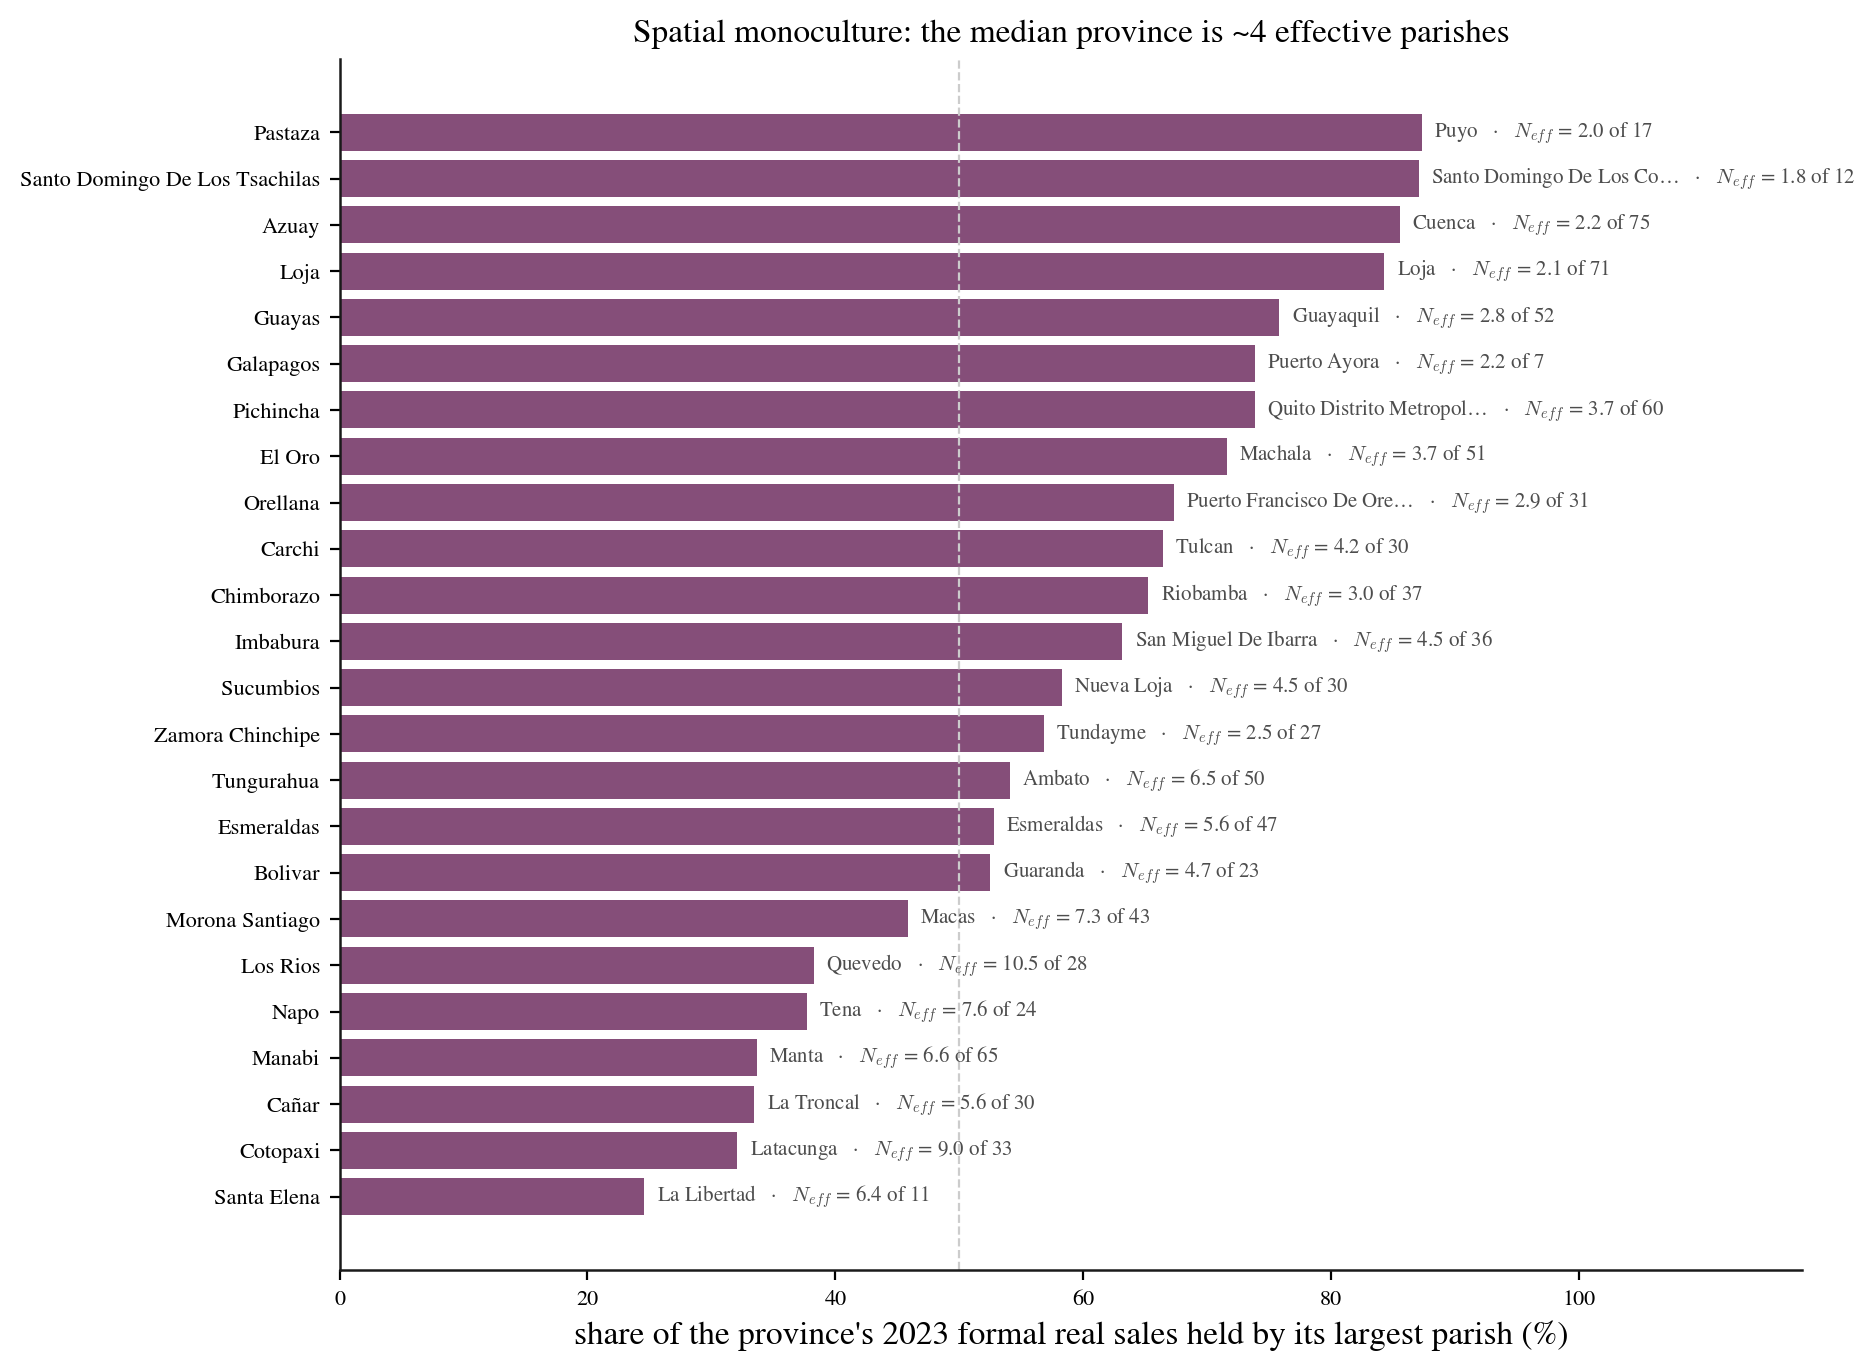 Spatial monoculture: the median province is ~4 effective parishes
Pastaza Puyo · N_eff = 2.0 of 17
Santo Domingo De Los Tsachilas Santo Domingo De Los Co… · N_eff = 1.8 of 12
Azuay Cuenca · N_eff = 2.2 of 75
Loja Loja · N_eff = 2.1 of 71
Guayas Guayaquil · N_eff = 2.8 of 52
Galapagos Puerto Ayora · N_eff = 2.2 of 7
Pichincha Quito Distrito Metropol… · N_eff = 3.7 of 60
El Oro Machala · N_eff = 3.7 of 51
Orellana Puerto Francisco De Ore… · N_eff = 2.9 of 31
Carchi Tulcan · N_eff = 4.2 of 30
Chimborazo Riobamba · N_eff = 3.0 of 37
Imbabura San Miguel De Ibarra · N_eff = 4.5 of 36
Sucumbios Nueva Loja · N_eff = 4.5 of 30
Zamora Chinchipe Tundayme · N_eff = 2.5 of 27
Tungurahua Ambato · N_eff = 6.5 of 50
Esmeraldas Esmeraldas · N_eff = 5.6 of 47
Bolivar Guaranda · N_eff = 4.7 of 23
Morona Santiago Macas · N_eff = 7.3 of 43
Los Rios Quevedo · N_eff = 10.5 of 28
Napo Tena · N_eff = 7.6 of 24
Manabi Manta · N_eff = 6.6 of 65
Cañar La Troncal · N_eff = 5.6 of 30
Cotopaxi Latacunga · N_eff = 9.0 of 33
Santa Elena La Libertad · N_eff = 6.4 of 11
0 20 40 60 80 100
share of the province's 2023 formal real sales held by its largest parish (%)